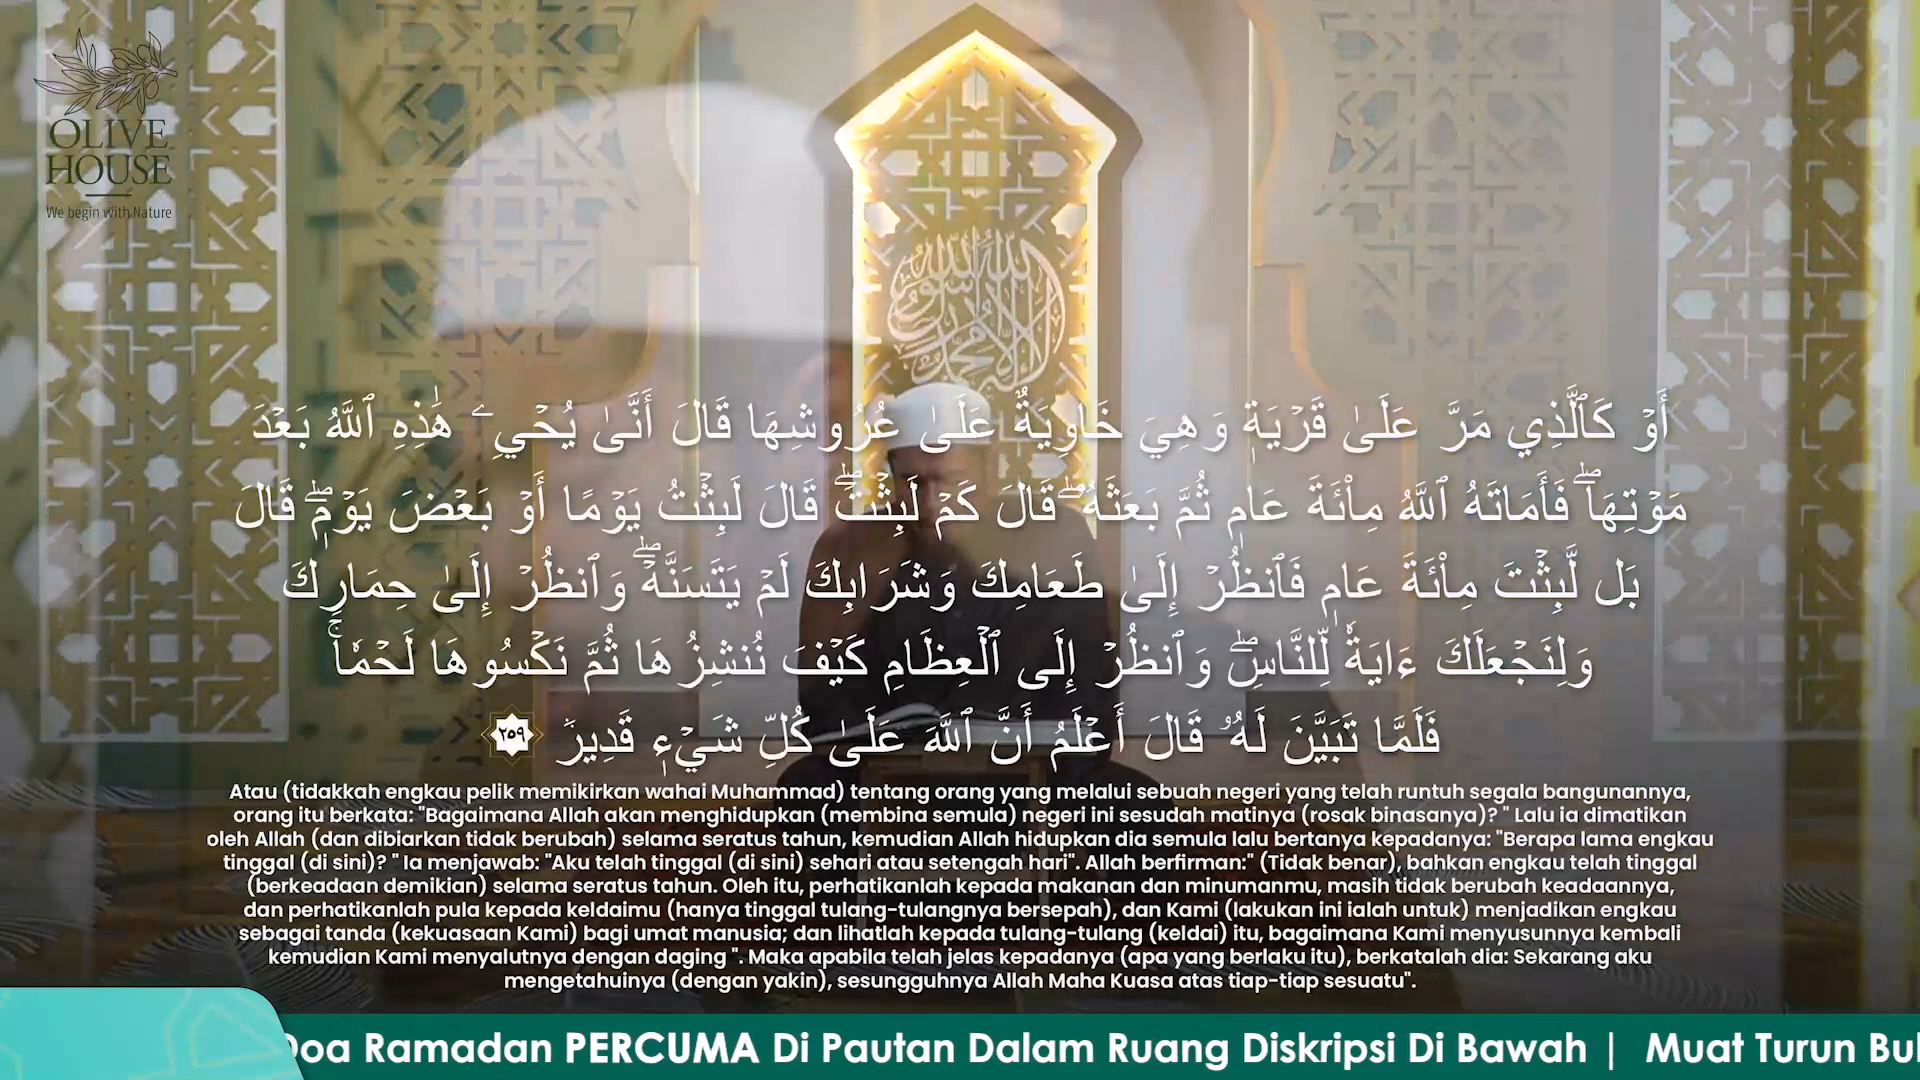 OLIVE
HOUSE
We begin with Nature
أَوۡ كَٱلَّذِي مَرَّ عَلَىٰ قَرۡيَةٖ وَهِيَ خَاوِيَةٌ عَلَىٰ عُرُوشِهَا قَالَ أَنَّىٰ يُحۡيِۦ هَٰذِهِ ٱللَّهُ بَعۡدَ
مَوۡتِهَاۖ فَأَمَاتَهُ ٱللَّهُ مِاْئَةَ عَامٖ ثُمَّ بَعَثَهُۥۖ قَالَ كَمۡ لَبِثۡتَۖ قَالَ لَبِثۡتُ يَوۡمًا أَوۡ بَعۡضَ يَوۡمٖۖ قَالَ
بَل لَّبِثۡتَ مِاْئَةَ عَامٖ فَٱنظُرۡ إِلَىٰ طَعَامِكَ وَشَرَابِكَ لَمۡ يَتَسَنَّهۡۖ وَٱنظُرۡ إِلَىٰ حِمَارِكَ
وَلِنَجۡعَلَكَ ءَايَةٗ لِّلنَّاسِۖ وَٱنظُرۡ إِلَى ٱلۡعِظَامِ كَيۡفَ نُنشِزُهَا ثُمَّ نَكۡسُوهَا لَحۡمٗاۚ
فَلَمَّا تَبَيَّنَ لَهُۥ قَالَ أَعۡلَمُ أَنَّ ٱللَّهَ عَلَىٰ كُلِّ شَيۡءٖ قَدِيرٞ ٢٥٩
Atau (tidakkah engkau pelik memikirkan wahai Muhammad) tentang orang yang melalui sebuah negeri yang telah runtuh segala bangunannya,
orang itu berkata: "Bagaimana Allah akan menghidupkan (membina semula) negeri ini sesudah matinya (rosak binasanya)? " Lalu ia dimatikan
oleh Allah (dan dibiarkan tidak berubah) selama seratus tahun, kemudian Allah hidupkan dia semula lalu bertanya kepadanya: "Berapa lama engkau
tinggal (di sini)? " Ia menjawab: "Aku telah tinggal (di sini) sehari atau setengah hari". Allah berfirman:" (Tidak benar), bahkan engkau telah tinggal
(berkeadaan demikian) selama seratus tahun. Oleh itu, perhatikanlah kepada makanan dan minumanmu, masih tidak berubah keadaannya,
dan perhatikanlah pula kepada keldaimu (hanya tinggal tulang-tulangnya bersepah), dan Kami (lakukan ini ialah untuk) menjadikan engkau
sebagai tanda (kekuasaan Kami) bagi umat manusia; dan lihatlah kepada tulang-tulang (keldai) itu, bagaimana Kami menyusunnya kembali
kemudian Kami menyalutnya dengan daging ". Maka apabila telah jelas kepadanya (apa yang berlaku itu), berkatalah dia: Sekarang aku
mengetahuinya (dengan yakin), sesungguhnya Allah Maha Kuasa atas tiap-tiap sesuatu".
Doa Ramadan PERCUMA Di Pautan Dalam Ruang Diskripsi Di Bawah | Muat Turun